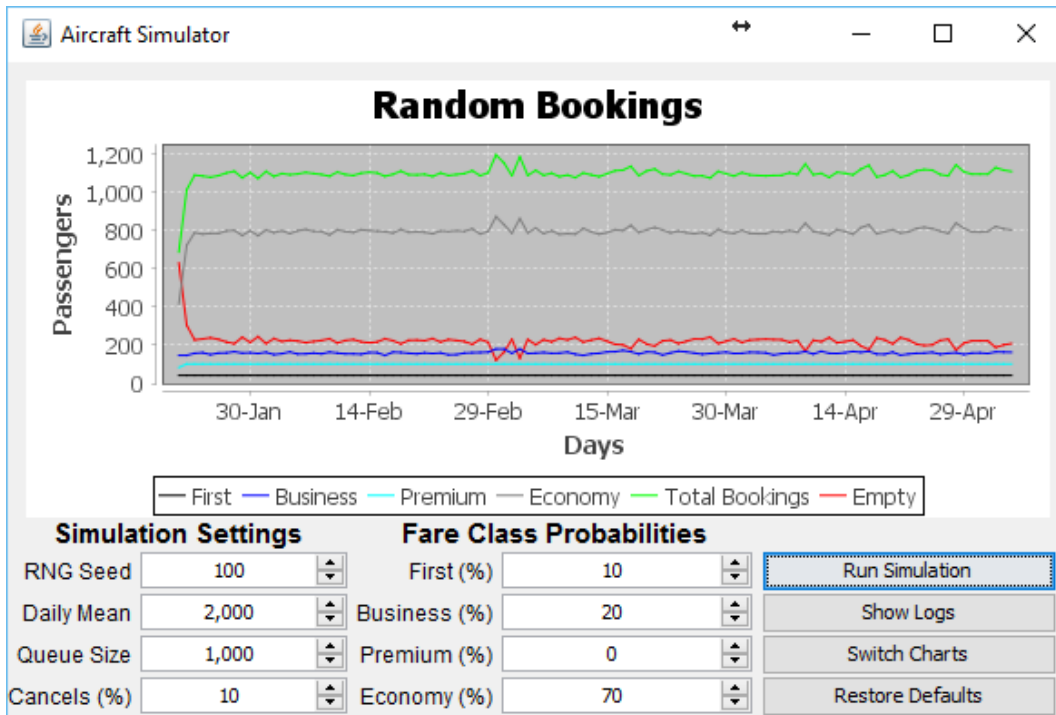 Aircraft Simulator
Random Bookings
Passengers
1,200
1,000
800
600
400
200
0
30-Jan 14-Feb 29-Feb 15-Mar 30-Mar 14-Apr 29-Apr
Days
First Business Premium Economy Total Bookings Empty
Simulation Settings Fare Class Probabilities
RNG Seed 100 First (%) 10 Run Simulation
Daily Mean 2,000 Business (%) 20 Show Logs
Queue Size 1,000 Premium (%) 0 Switch Charts
Cancels (%) 10 Economy (%) 70 Restore Defaults